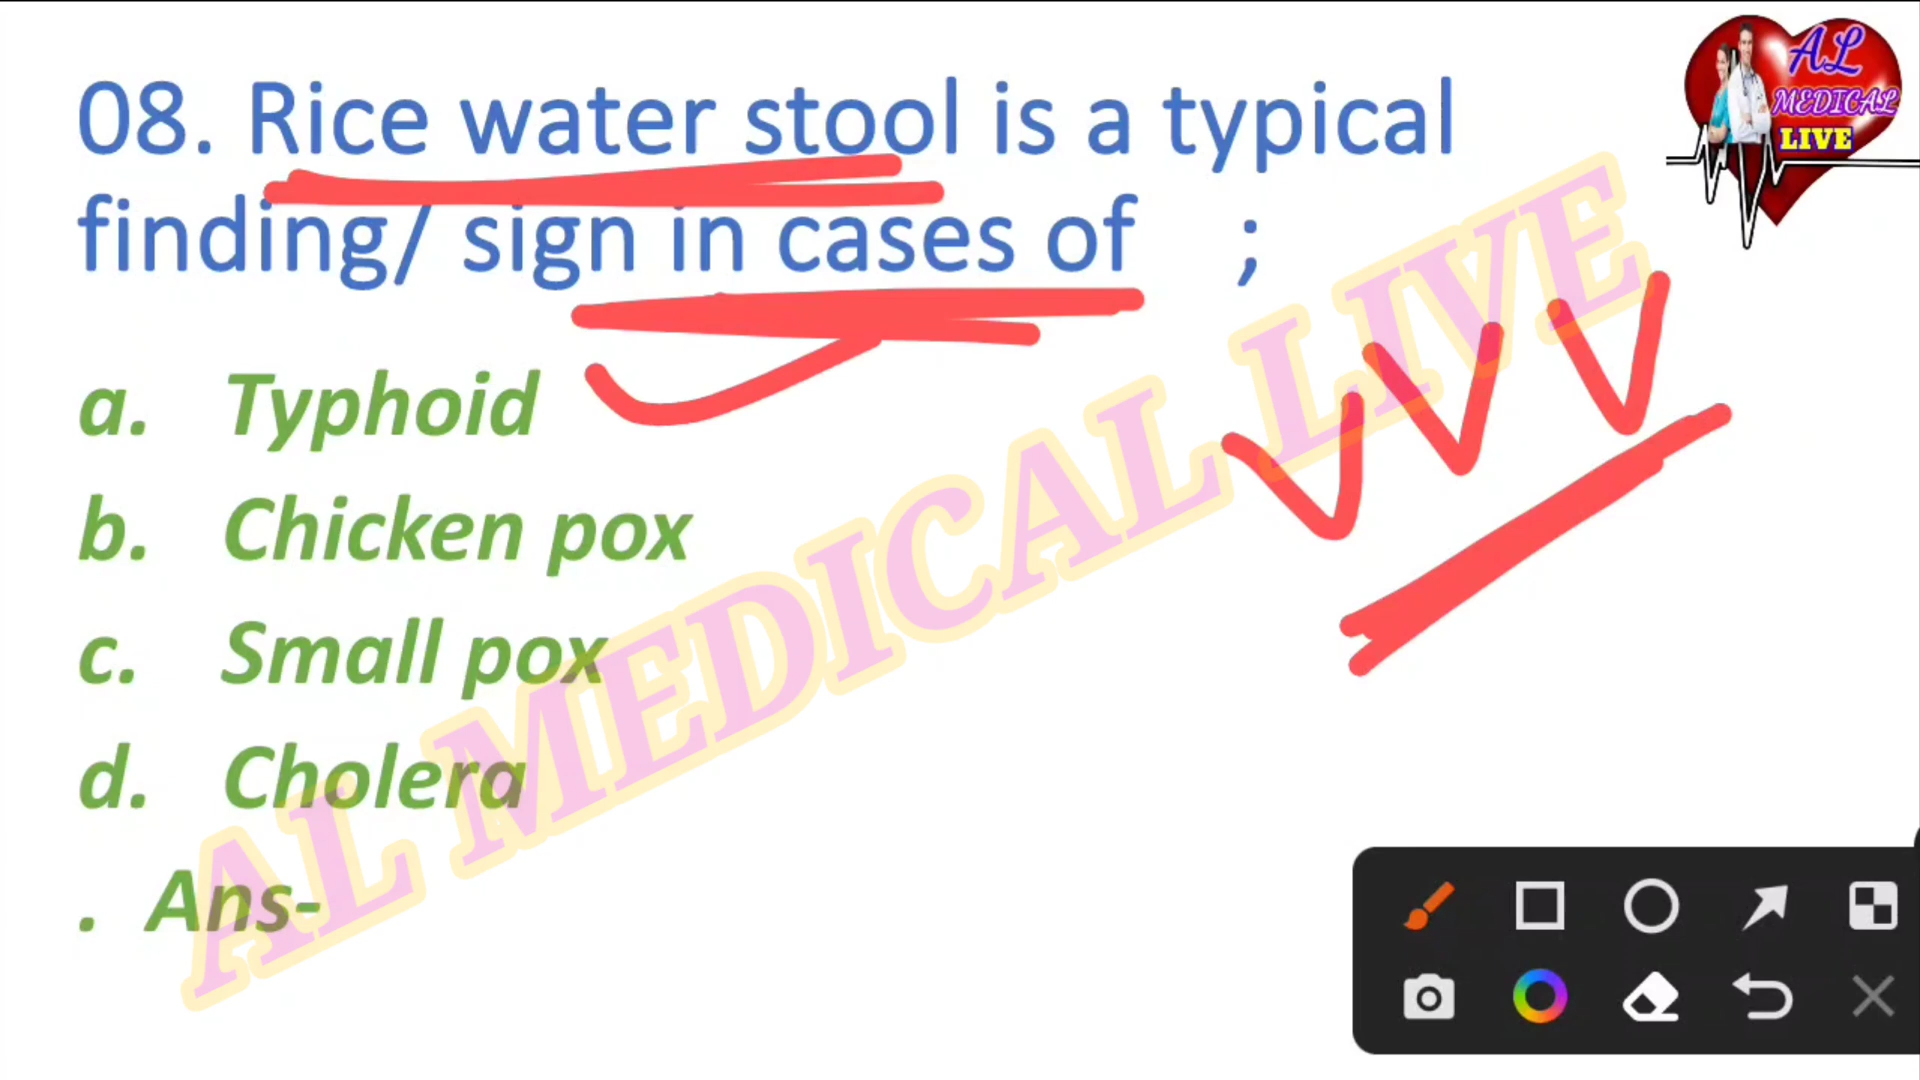 08. Rice water stool is a typical
finding/ sign in cases of ;
a. Typhoid
b. Chicken pox
c. Small pox
d. Cholera
. Ans-
AL MEDICAL LIVE
AL
MEDICAL
LIVE